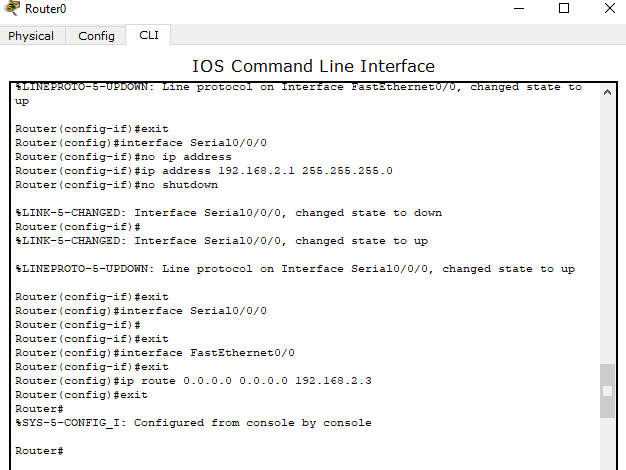 Router0
Physical Config CLI
IOS Command Line Interface
%LINEPROTO-5-UPDOWN: Line protocol on Interface FastEthernet0/0, changed state to
up
Router(config-if)#exit
Router(config)#interface Serial0/0/0
Router(config-if)#no ip address
Router(config-if)#ip address 192.168.2.1 255.255.255.0
Router(config-if)#no shutdown
%LINK-5-CHANGED: Interface Serial0/0/0, changed state to down
Router(config-if)#
%LINK-5-CHANGED: Interface Serial0/0/0, changed state to up
%LINEPROTO-5-UPDOWN: Line protocol on Interface Serial0/0/0, changed state to up
Router(config-if)#exit
Router(config)#interface Serial0/0/0
Router(config-if)#
Router(config-if)#exit
Router(config)#interface FastEthernet0/0
Router(config-if)#exit
Router(config)#ip route 0.0.0.0 0.0.0.0 192.168.2.3
Router(config)#exit
Router#
%SYS-5-CONFIG_I: Configured from console by console
Router#